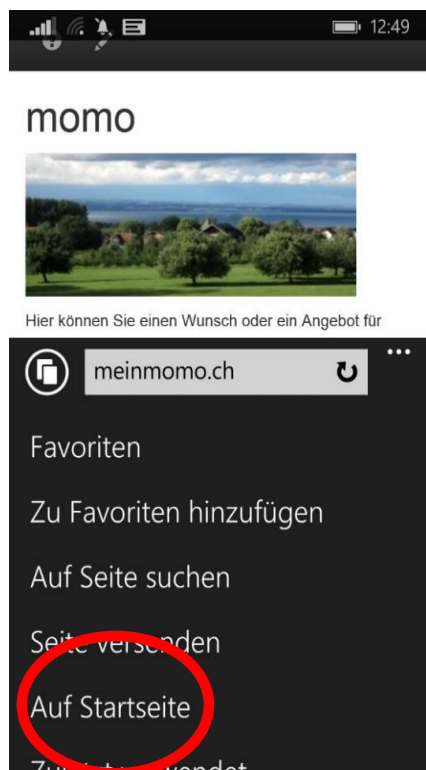 12:49
momo
Hier können Sie einen Wunsch oder ein Angebot für
meinmomo.ch
Favoriten
Zu Favoriten hinzufügen
Auf Seite suchen
Seite versenden
Auf Startseite